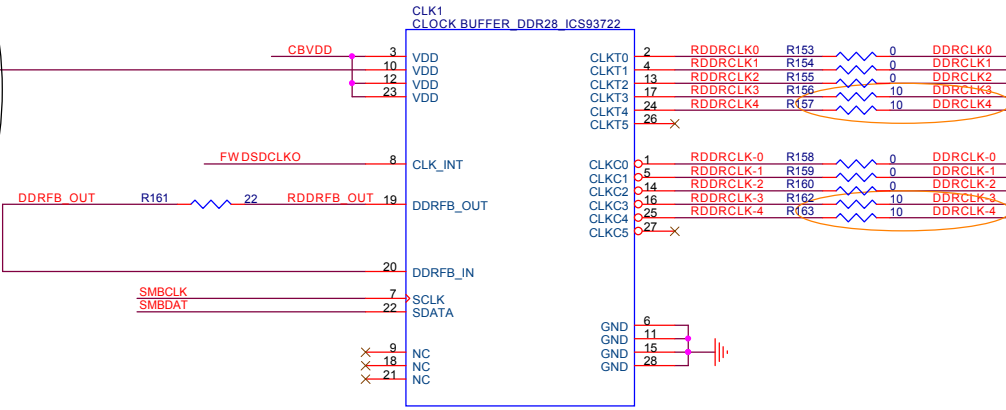 CLK1
CLOCK BUFFER_DDR28_ICS93722
CBVDD 3 VDD CLKT0 2 RDDRCLK0 R153 0 DDRCLK0
10 VDD CLKT1 4 RDDRCLK1 R154 0 DDRCLK1
12 VDD CLKT2 13 RDDRCLK2 R155 0 DDRCLK2
23 VDD CLKT3 17 RDDRCLK3 R156 10 DDRCLK3
CLKT4 24 RDDRCLK4 R157 10 DDRCLK4
CLKT5 26
FWDSDCLKO 8 CLK_INT CLKC0 1 RDDRCLK-0 R158 0 DDRCLK-0
CLKC1 5 RDDRCLK-1 R159 0 DDRCLK-1
CLKC2 14 RDDRCLK-2 R160 0 DDRCLK-2
DDRFB_OUT R161 22 RDDRFB_OUT 19 DDRFB_OUT CLKC3 16 RDDRCLK-3 R162 10 DDRCLK-3
CLKC4 25 RDDRCLK-4 R163 10 DDRCLK-4
CLKC5 27
20 DDRFB_IN
SMBCLK 7 SCLK
SMBDAT 22 SDATA
GND 6
GND 11
9 NC GND 15
18 NC GND 28
21 NC